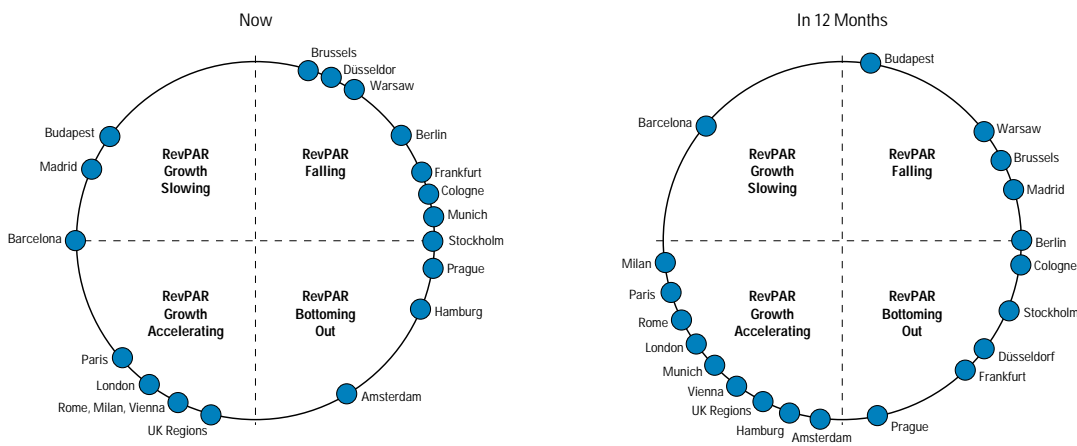 Now
Brussels
Düsseldor
Warsaw
Budapest
Berlin
Madrid
RevPAR
Growth
Slowing
RevPAR
Falling
Frankfurt
Cologne
Munich
Barcelona
Stockholm
Prague
RevPAR
Growth
Accelerating
RevPAR
Bottoming
Out
Hamburg
Paris
London
Rome, Milan, Vienna
UK Regions
Amsterdam
In 12 Months
Budapest
Barcelona
Warsaw
RevPAR
Growth
Slowing
RevPAR
Falling
Brussels
Madrid
Berlin
Milan
Cologne
Paris
RevPAR
Growth
Accelerating
RevPAR
Bottoming
Out
Stockholm
Rome
London
Düsseldorf
Munich
Frankfurt
Vienna
UK Regions
Hamburg
Amsterdam
Prague